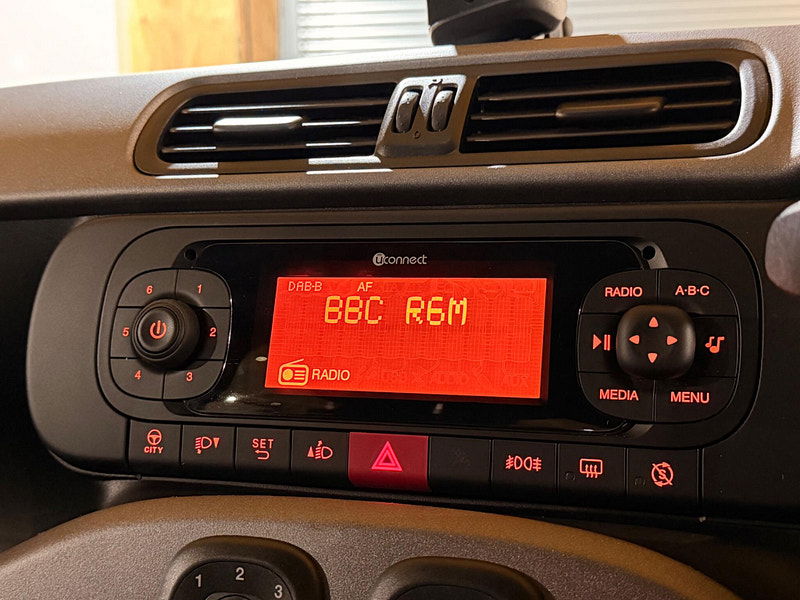 uconnect
DAB-B AF
BBC R6M
RADIO
6 1
5 2
4 3
RADIO A·B·C
MEDIA MENU
CITY
SET
1 2 3